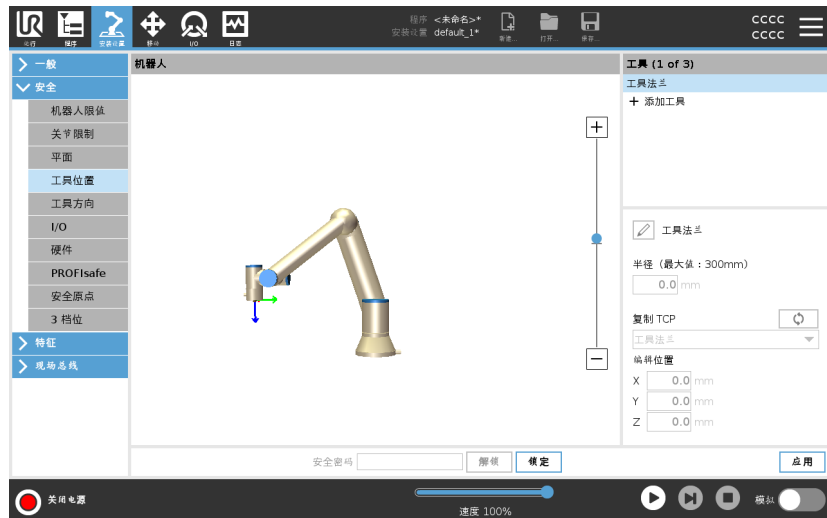 UR
运行
程序
安装设置
移动
I/O
日志
程序 <未命名>*
安装设置 default_1*
新建...
打开...
保存...
cccc
cccc
一般
安全
机器人限值
关节限制
平面
工具位置
工具方向
I/O
硬件
PROFIsafe
安全原点
3 档位
特征
现场总线
机器人
工具 (1 of 3)
工具法兰
添加工具
工具法兰
半径（最大值：300mm）
0.0 mm
复制 TCP
工具法兰
编辑位置
X 0.0 mm
Y 0.0 mm
Z 0.0 mm
安全密码
解锁
锁定
应用
关闭电源
速度 100%
模拟